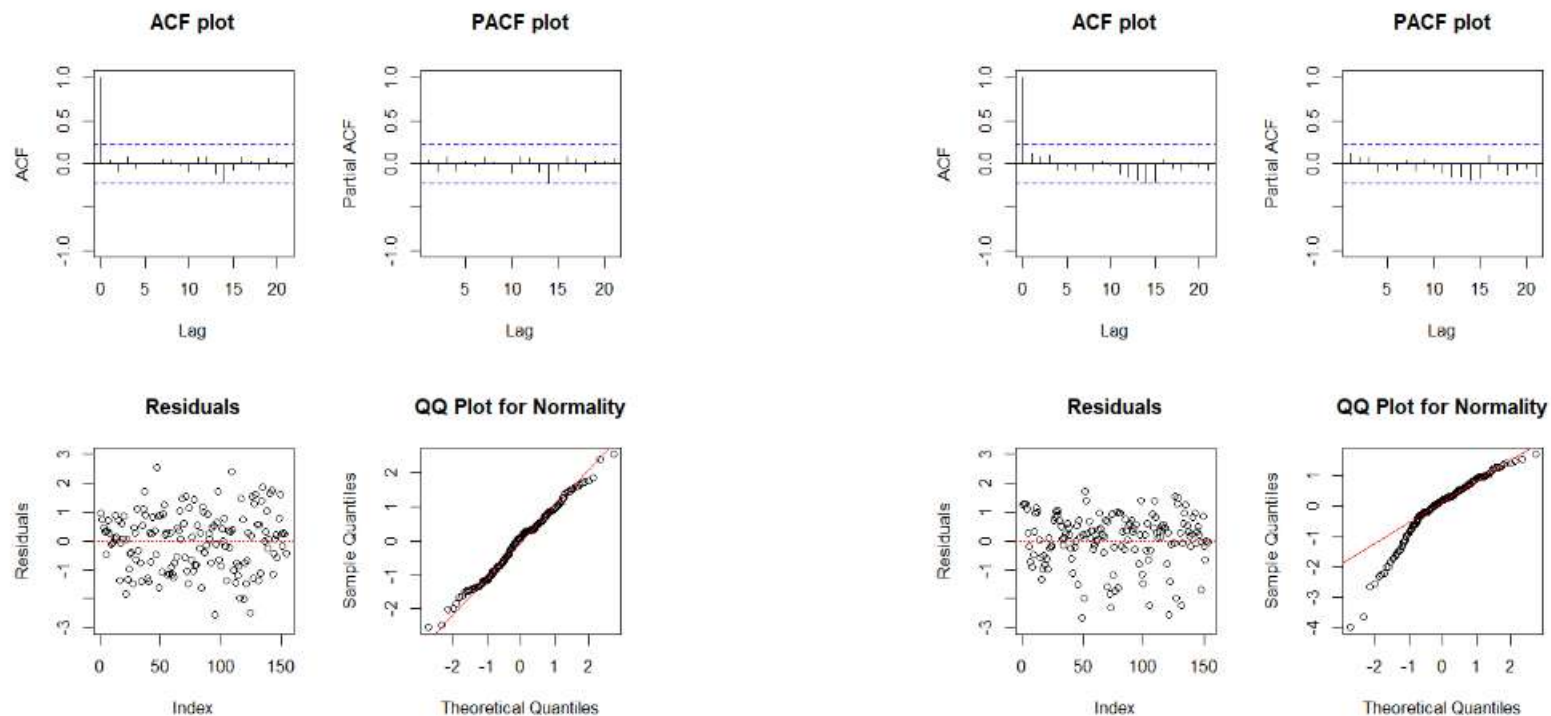 ACF plot
PACF plot
ACF plot
PACF plot
ACF
-1.0 0.0 0.5 1.0
0 5 10 15 20
Lag
Partial ACF
-1.0 0.0 0.5 1.0
5 10 15 20
Lag
ACF
-1.0 0.0 0.5 1.0
0 5 10 15 20
Lag
Partial ACF
-1.0 0.0 0.5 1.0
5 10 15 20
Lag
Residuals
QQ Plot for Normality
Residuals
QQ Plot for Normality
Residuals
-3 -1 0 1 2 3
0 50 100 150
Index
Sample Quantiles
-2 -1 0 1 2
-2 -1 0 1 2
Theoretical Quantiles
Residuals
-3 -1 0 1 2 3
0 50 100 150
Index
Sample Quantiles
-4 -3 -2 -1 0 1
-2 -1 0 1 2
Theoretical Quantiles